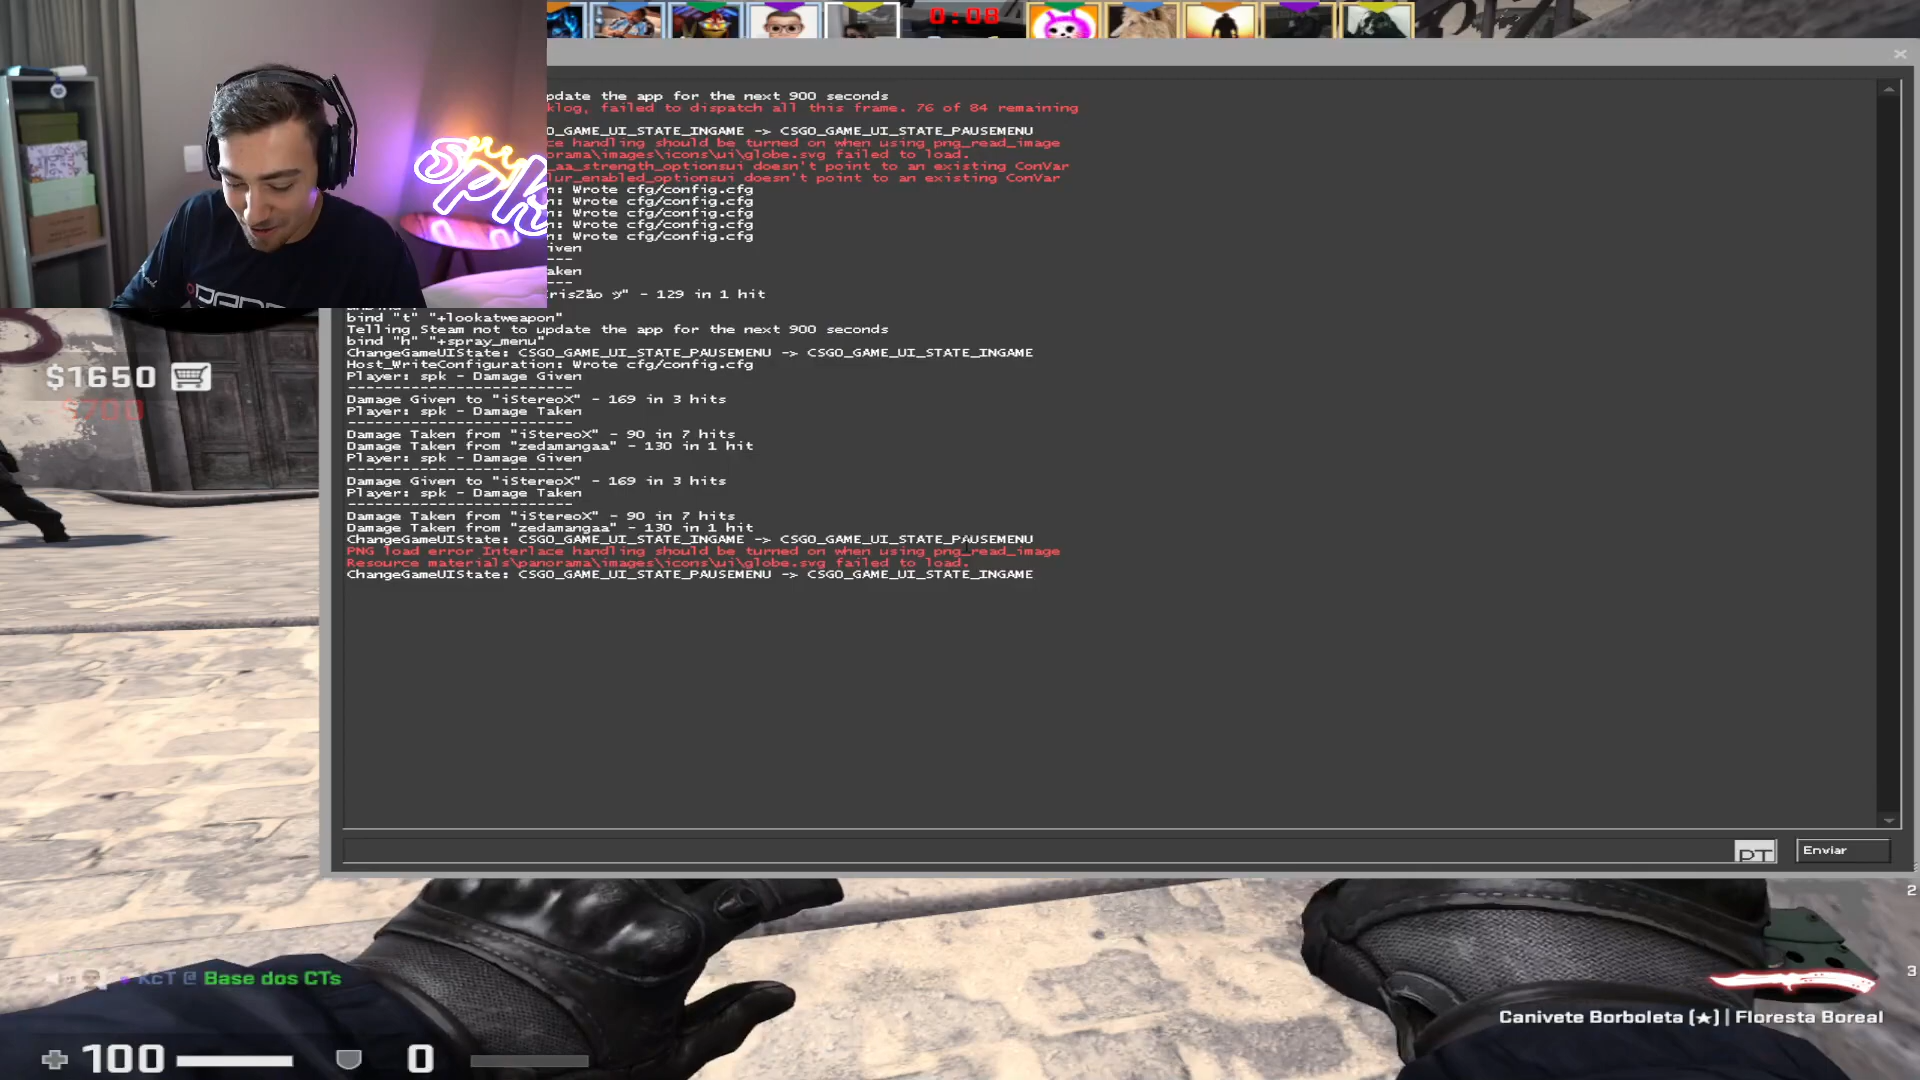 0:08
pdate the app for the next 900 seconds
klog, failed to dispatch all this frame. 76 of 84 remaining
O_GAME_UI_STATE_INGAME -> CSGO_GAME_UI_STATE_PAUSEMENU
ce handling should be turned on when using png_read_image
orama\images\icons\ui\globe.svg failed to load.
_aa_strength_optionsui doesn't point to an existing ConVar
lur_enabled_optionsui doesn't point to an existing ConVar
n: Wrote cfg/config.cfg
n: Wrote cfg/config.cfg
n: Wrote cfg/config.cfg
n: Wrote cfg/config.cfg
n: Wrote cfg/config.cfg
iven
---
aken
---
bind "t" "+lookatweapon"
Telling Steam not to update the app for the next 900 seconds
bind "h" "+spray_menu"
ChangeGameUIState: CSGO_GAME_UI_STATE_PAUSEMENU -> CSGO_GAME_UI_STATE_INGAME
Host_WriteConfiguration: Wrote cfg/config.cfg
Player: spk - Damage Given
-------------------------
Damage Given to "iStereoX" - 169 in 3 hits
Player: spk - Damage Taken
-------------------------
Damage Taken from "iStereoX" - 90 in 7 hits
Damage Taken from "zedamangaa" - 130 in 1 hit
Player: spk - Damage Given
-------------------------
Damage Given to "iStereoX" - 169 in 3 hits
Player: spk - Damage Taken
-------------------------
Damage Taken from "iStereoX" - 90 in 7 hits
Damage Taken from "zedamangaa" - 130 in 1 hit
ChangeGameUIState: CSGO_GAME_UI_STATE_INGAME -> CSGO_GAME_UI_STATE_PAUSEMENU
PNG load error Interlace handling should be turned on when using png_read_image
Resource materials\panorama\images\icons\ui\globe.svg failed to load.
ChangeGameUIState: CSGO_GAME_UI_STATE_PAUSEMENU -> CSGO_GAME_UI_STATE_INGAME
spk
$1650
$700
PT
Enviar
2
3
KcT @ Base dos CTs
Canivete Borboleta (★) | Floresta Boreal
100
0